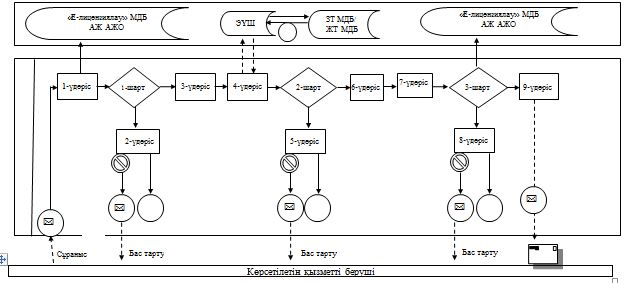 «Е-лицензиялау» МДБ
АЖ АЖО
ЭҮШ
ЗТ МДБ/
ЖТ МДБ
«Е-лицензиялау» МДБ
АЖ АЖО
1-үдеріс
1-шарт
3-үдеріс
4-үдеріс
2-шарт
6-үдеріс
7-үдеріс
3-шарт
9-үдеріс
2-үдеріс
5-үдеріс
8-үдеріс
Сұраныс
Бас тарту
Бас тарту
Бас тарту
Көрсетілетін қызметті беруші